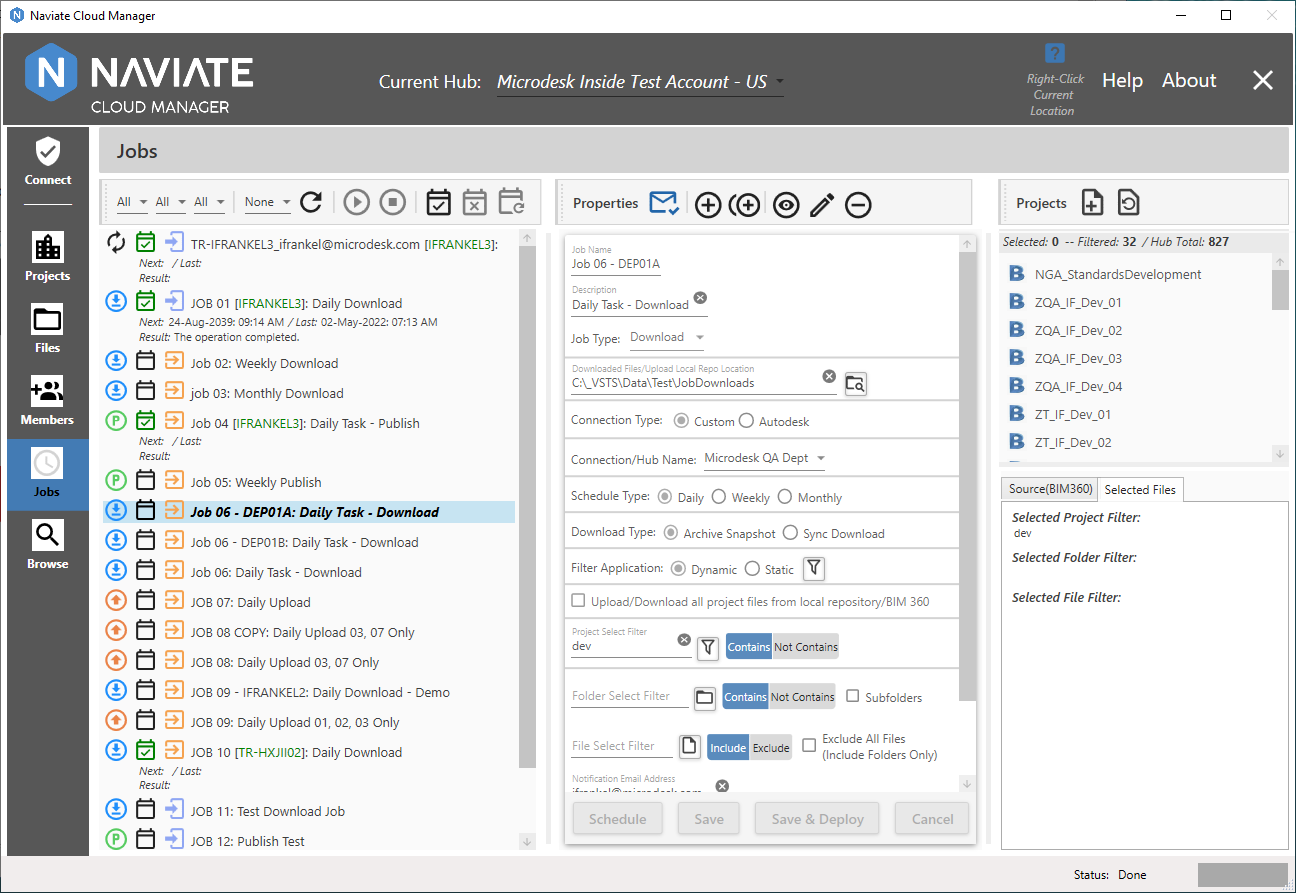 Naviate Cloud Manager
NAVIATE
CLOUD MANAGER
Current Hub: Microdesk Inside Test Account - US
Right-Click
Current
Location
Help About
Connect
Projects
Files
Members
Jobs
Browse
Jobs
All All All None
TR-IFRANKEL3_ifrankel@microdesk.com [IFRANKEL3]:
Next: / Last:
Result:
JOB 01 [IFRANKEL3]: Daily Download
Next: 24-Aug-2039: 09:14 AM / Last: 02-May-2022: 07:13 AM
Result: The operation completed.
Job 02: Weekly Download
job 03: Monthly Download
Job 04 [IFRANKEL3]: Daily Task - Publish
Next: / Last:
Result:
Job 05: Weekly Publish
Job 06 - DEP01A: Daily Task - Download
Job 06 - DEP01B: Daily Task - Download
Job 06: Daily Task - Download
JOB 07: Daily Upload
JOB 08 COPY: Daily Upload 03, 07 Only
JOB 08: Daily Upload 03, 07 Only
JOB 09 - IFRANKEL2: Daily Download - Demo
JOB 09: Daily Upload 01, 02, 03 Only
JOB 10 [TR-HXJII02]: Daily Download
Next: / Last:
Result:
JOB 11: Test Download Job
JOB 12: Publish Test
Properties
Job Name
Job 06 - DEP01A
Description
Daily Task - Download
Job Type: Download
Downloaded Files/Upload Local Repo Location
C:\_VSTS\Data\Test\JobDownloads
Connection Type: Custom Autodesk
Connection/Hub Name: Microdesk QA Dept
Schedule Type: Daily Weekly Monthly
Download Type: Archive Snapshot Sync Download
Filter Application: Dynamic Static
Upload/Download all project files from local repository/BIM 360
Project Select Filter
dev
Contains Not Contains
Folder Select Filter Contains Not Contains Subfolders
File Select Filter Include Exclude Exclude All Files
(Include Folders Only)
Notification Email Address
ifrankel@microdesk.com
Schedule Save Save & Deploy Cancel
Projects
Selected: 0 -- Filtered: 32 / Hub Total: 827
NGA_StandardsDevelopment
ZQA_IF_Dev_01
ZQA_IF_Dev_02
ZQA_IF_Dev_03
ZQA_IF_Dev_04
ZT_IF_Dev_01
ZT_IF_Dev_02
Source(BIM360) Selected Files
Selected Project Filter:
dev
Selected Folder Filter:
Selected File Filter:
Status: Done